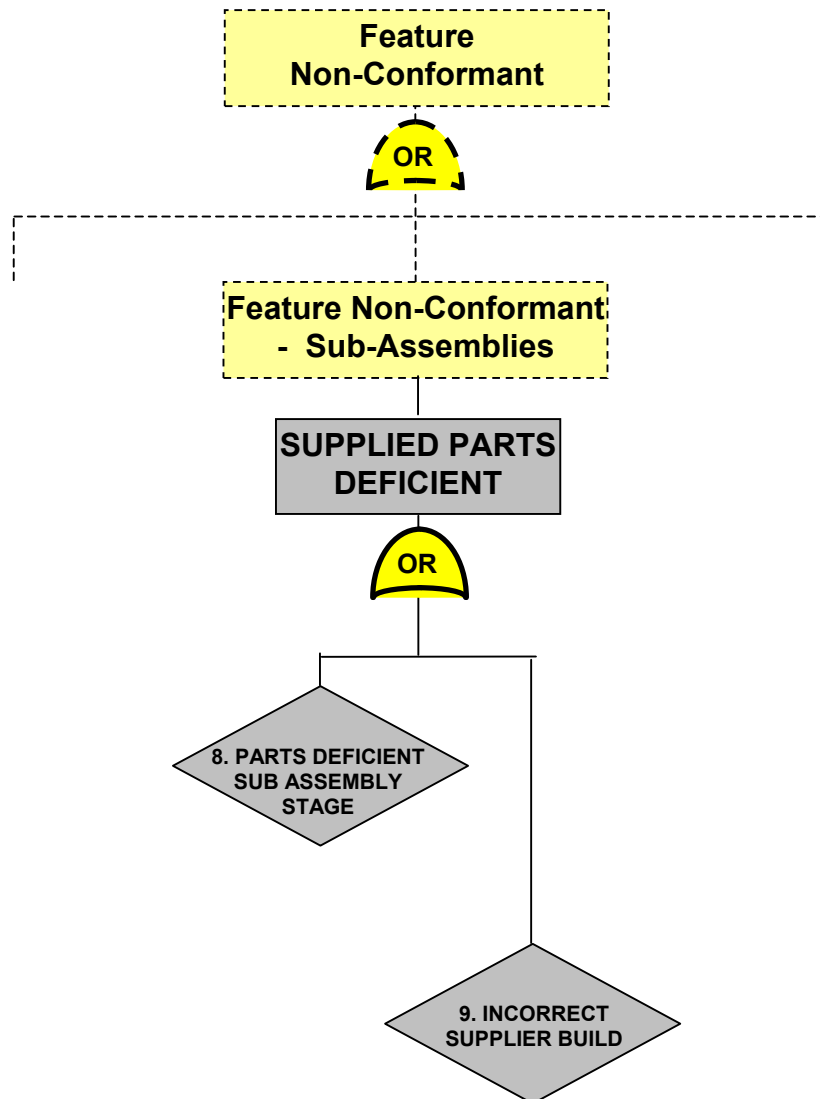 Feature
Non-Conformant
OR
Feature Non-Conformant
- Sub-Assemblies
SUPPLIED PARTS
DEFICIENT
OR
8. PARTS DEFICIENT
SUB ASSEMBLY
STAGE
9. INCORRECT
SUPPLIER BUILD